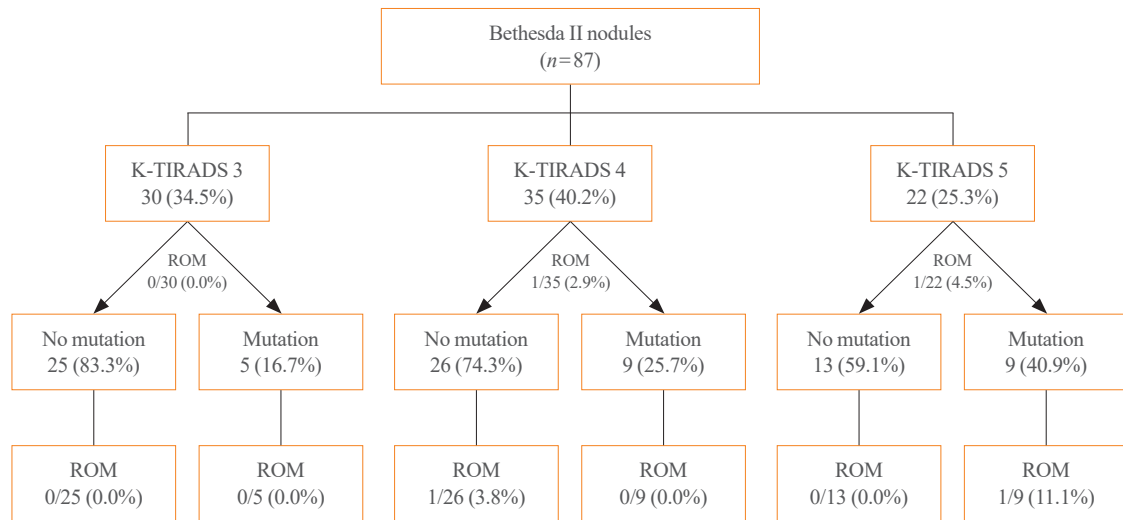 Bethesda II nodules
(n=87)
K-TIRADS 3
30 (34.5%)
K-TIRADS 4
35 (40.2%)
K-TIRADS 5
22 (25.3%)
ROM
0/30 (0.0%)
ROM
1/35 (2.9%)
ROM
1/22 (4.5%)
No mutation
25 (83.3%)
Mutation
5 (16.7%)
No mutation
26 (74.3%)
Mutation
9 (25.7%)
No mutation
13 (59.1%)
Mutation
9 (40.9%)
ROM
0/25 (0.0%)
ROM
0/5 (0.0%)
ROM
1/26 (3.8%)
ROM
0/9 (0.0%)
ROM
0/13 (0.0%)
ROM
1/9 (11.1%)